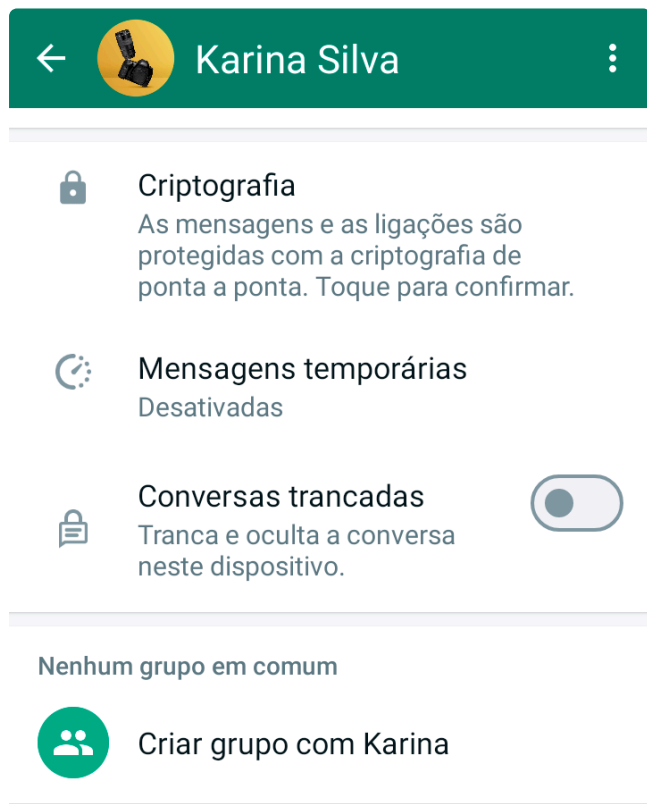 Karina Silva
Criptografia
As mensagens e as ligações são
protegidas com a criptografia de
ponta a ponta. Toque para confirmar.
Mensagens temporárias
Desativadas
Conversas trancadas
Tranca e oculta a conversa
neste dispositivo.
Nenhum grupo em comum
Criar grupo com Karina